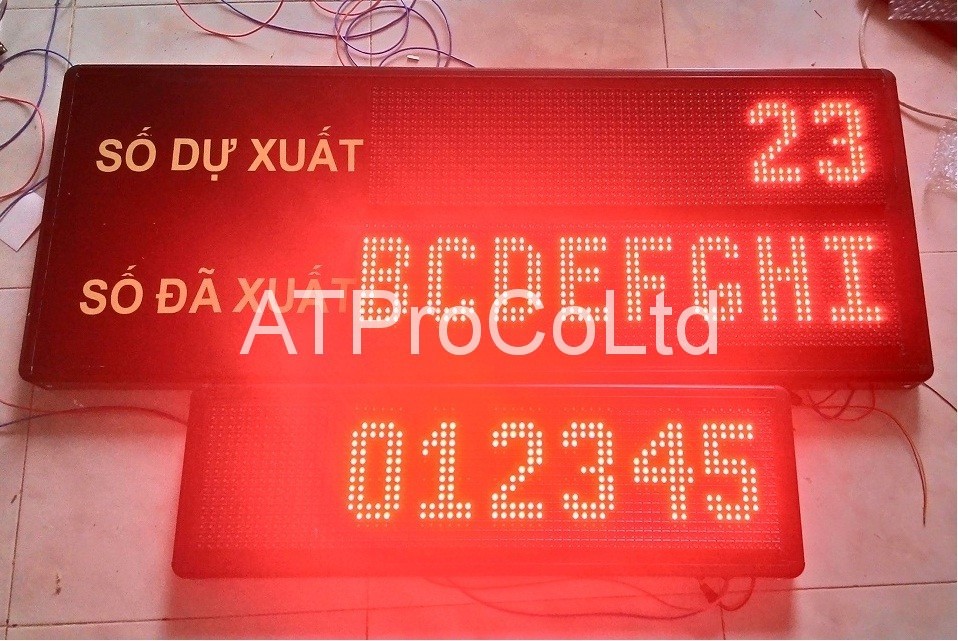 SỐ DỰ XUẤT 23
SỐ ĐÃ XUẤT BCDEFGHI
ATProCoLtd
012345